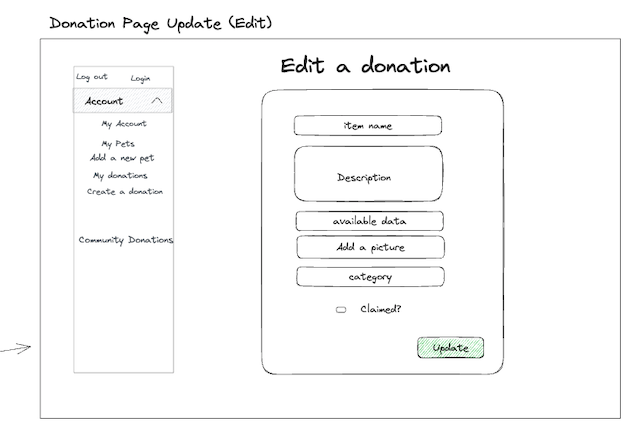 Donation Page Update (Edit)
Edit a donation
Log out
Login
Account
My Account
My Pets
Add a new pet
My donations
Create a donation
Community Donations
item name
Description
available data
Add a picture
category
Claimed?
Update